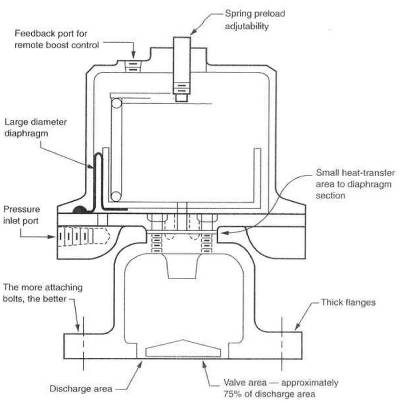 Spring preload
adjutability
Feedback port for
remote boost control
Large diameter
diaphragm
Small heat-transfer
area to diaphragm
section
Pressure
inlet port
The more attaching
bolts, the better
Thick flanges
Discharge area
Valve area — approximately
75% of discharge area